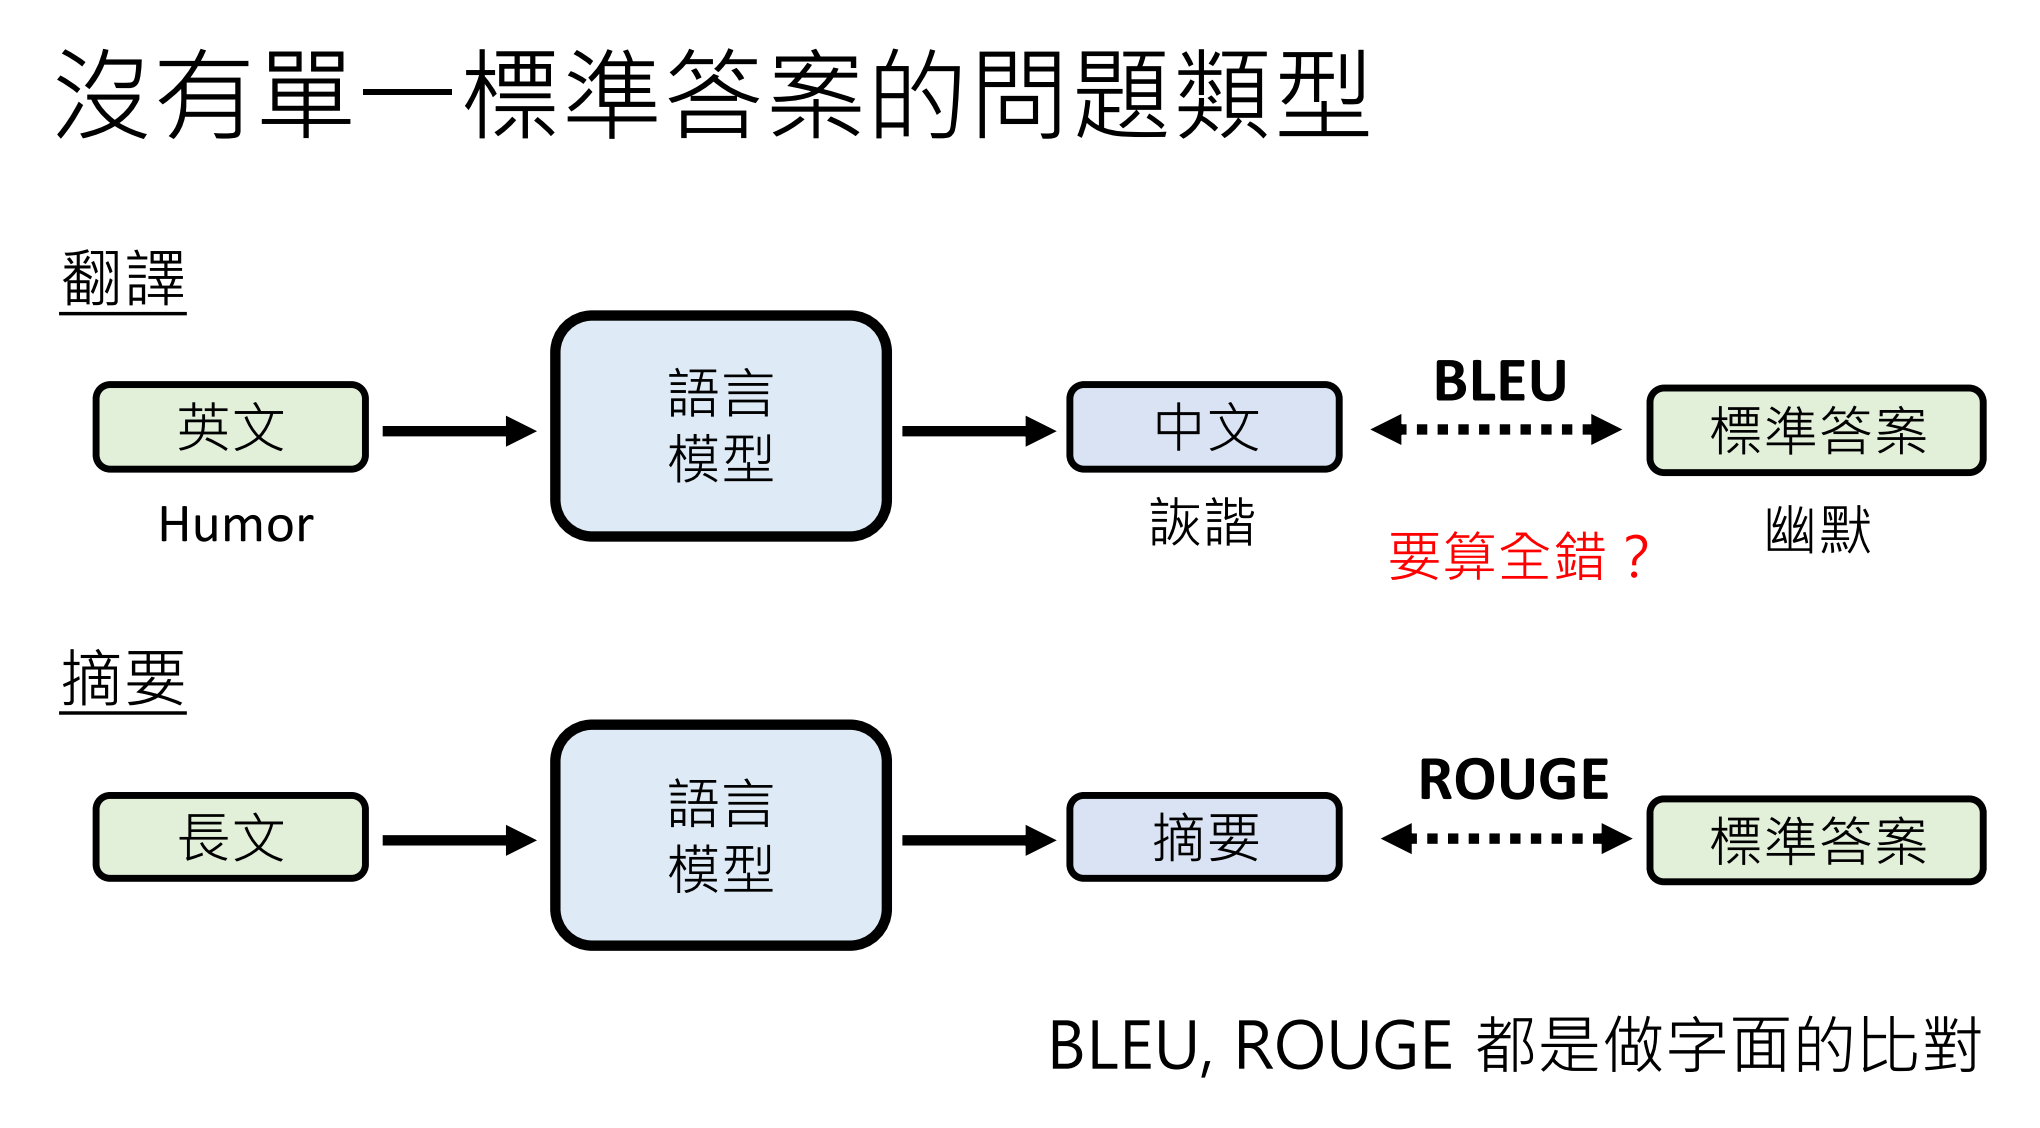 沒有單一標準答案的問題類型
翻譯
英文
Humor
語言
模型
中文
詼諧
BLEU
要算全錯？
標準答案
幽默
摘要
長文
語言
模型
摘要
ROUGE
標準答案
BLEU, ROUGE 都是做字面的比對